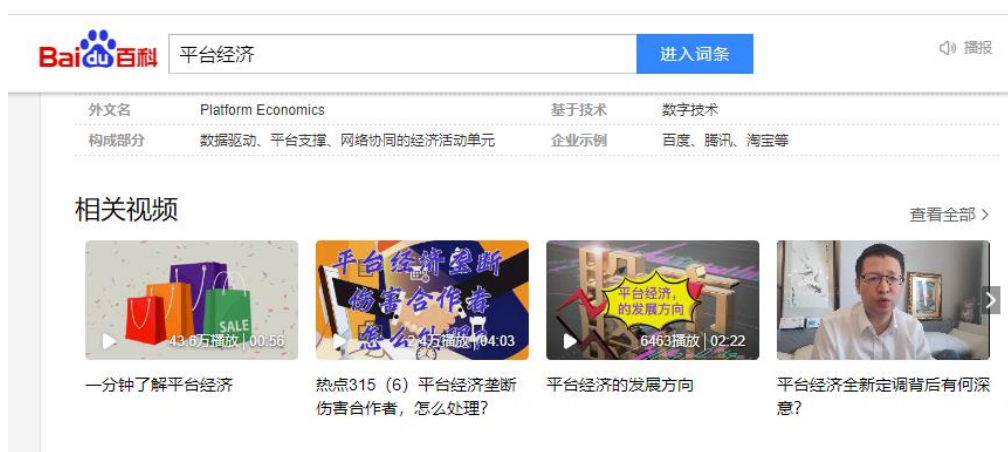 Bai du 百科
平台经济
进入词条
播报
外文名 Platform Economics 基于技术 数字技术
构成部分 数据驱动、平台支撑、网络协同的经济活动单元 企业示例 百度、腾讯、淘宝等
相关视频
查看全部 >
SALE
43.6万播放 | 00:56
平台经济垄断
伤害合作者
怎么处理?
2.4万播放 | 04:03
平台经济,
的发展方向
6463播放 | 02:22
一分钟了解平台经济
热点315（6）平台经济垄断
伤害合作者，怎么处理?
平台经济的发展方向
平台经济全新定调背后有何深
意?